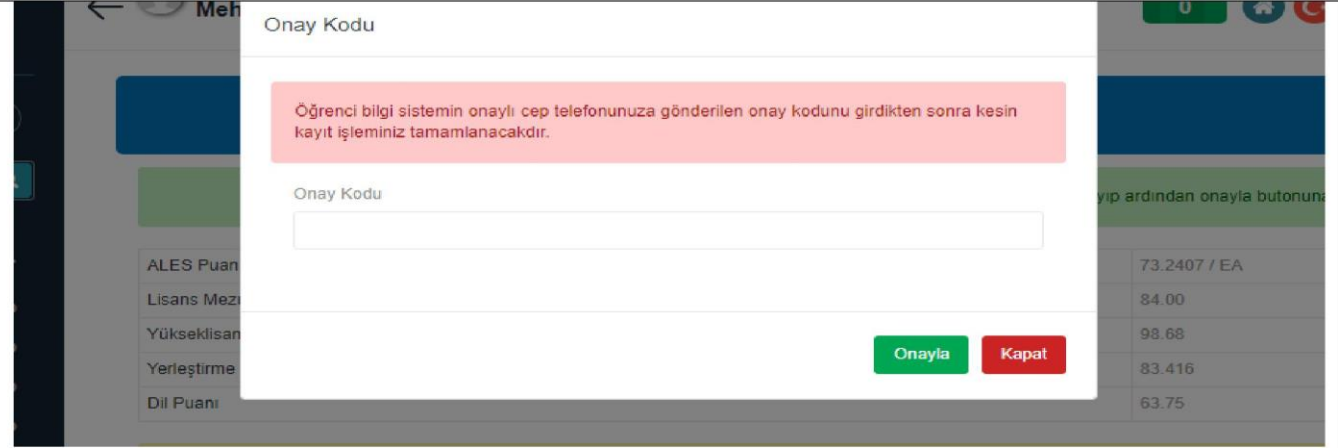 Meh
0
Onay Kodu
Öğrenci bilgi sistemin onaylı cep telefonunuza gönderilen onay kodunu girdikten sonra kesin
kayıt işleminiz tamamlanacakdır.
Onay Kodu
yıp ardından onayla butonuna
ALES Puan 73.2407 / EA
Lisans Mezu 84.00
Yükseklisan 98.68
Yerleştirme 83.416
Dil Puanı 63.75
Onayla Kapat